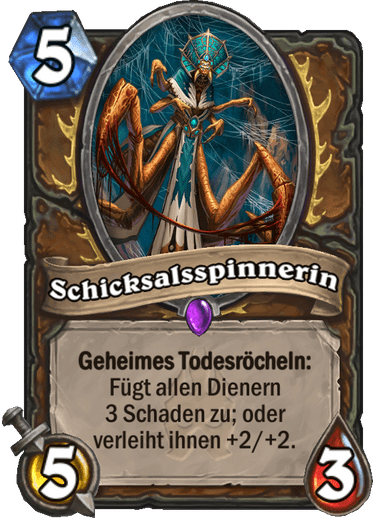 5
Schicksalsspinnerin
Geheimes Todesröcheln:
Fügt allen Dienern
3 Schaden zu; oder
verleiht ihnen +2/+2.
5
3